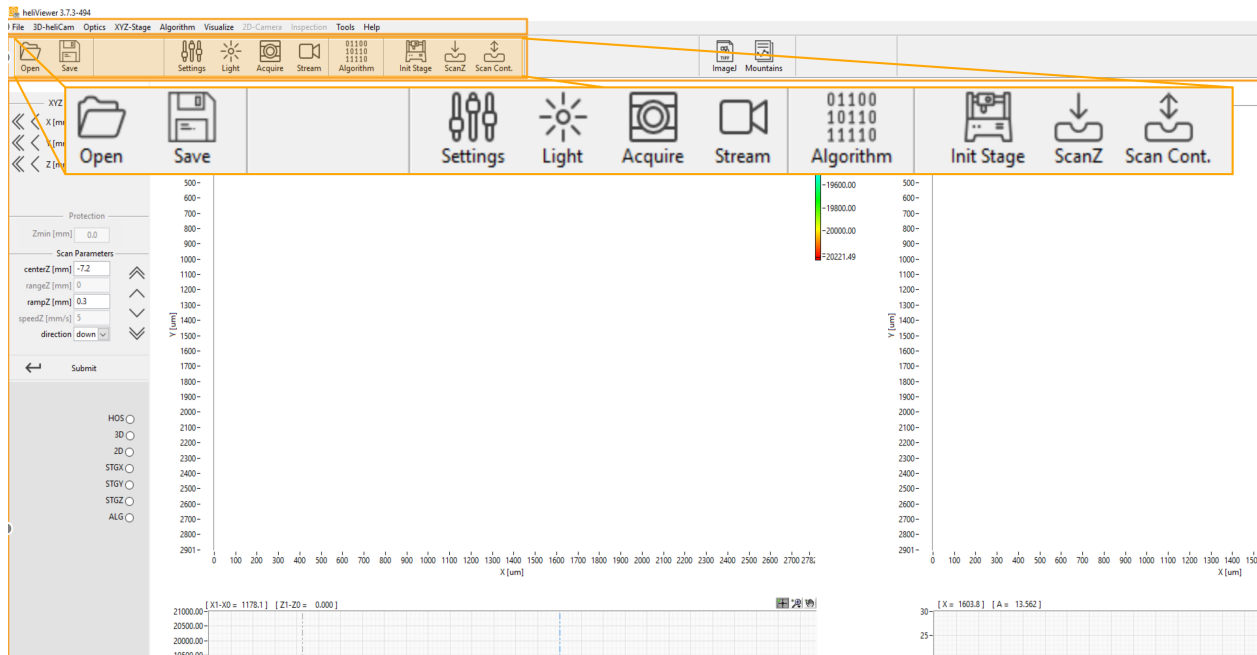 heliViewer 3.7.3-494
File 3D-heliCam Optics XYZ-Stage Algorithm Visualize 2D-Camera Inspection Tools Help
01100
10110
11110
TIFF
Open Save Settings Light Acquire Stream Algorithm Init Stage ScanZ Scan Cont. ImageJ Mountains
01100
10110
11110
Open Save Settings Light Acquire Stream Algorithm Init Stage ScanZ Scan Cont.
XYZ
X [m
Z [m
Protection
Zmin [mm] 0.0
Scan Parameters
centerZ [mm] -7.2
rangeZ [mm] 0
rampZ [mm] 0.3
speedZ [mm/s] 5
direction down
Submit
HOS
3D
2D
STGX
STGY
STGZ
ALG
500
600
700
800
900
1000
1100
1200
1300
1400
1500
1600
1700
1800
1900
2000
2100
2200
2300
2400
2500
2600
2700
2800
2901
Y [um]
0 100 200 300 400 500 600 700 800 900 1000 1100 1200 1300 1400 1500 1600 1700 1800 1900 2000 2100 2200 2300 2400 2500 2600 2700
X [um]
-19600.00
-19800.00
-20000.00
-20221.49
500
600
700
800
900
1000
1100
1200
1300
1400
1500
1600
1700
1800
1900
2000
2100
2200
2300
2400
2500
2600
2700
2800
2901
Y [um]
0 100 200 300 400 500 600 700 800 900 1000 1100 1200 1300 1400
X [um]
[ X1-X0 = 1178.1 ] [ Z1-Z0 = 0.000 ]
21000.00
20500.00
20000.00
[ X = 1603.8 ] [ A = 13.562 ]
30
25